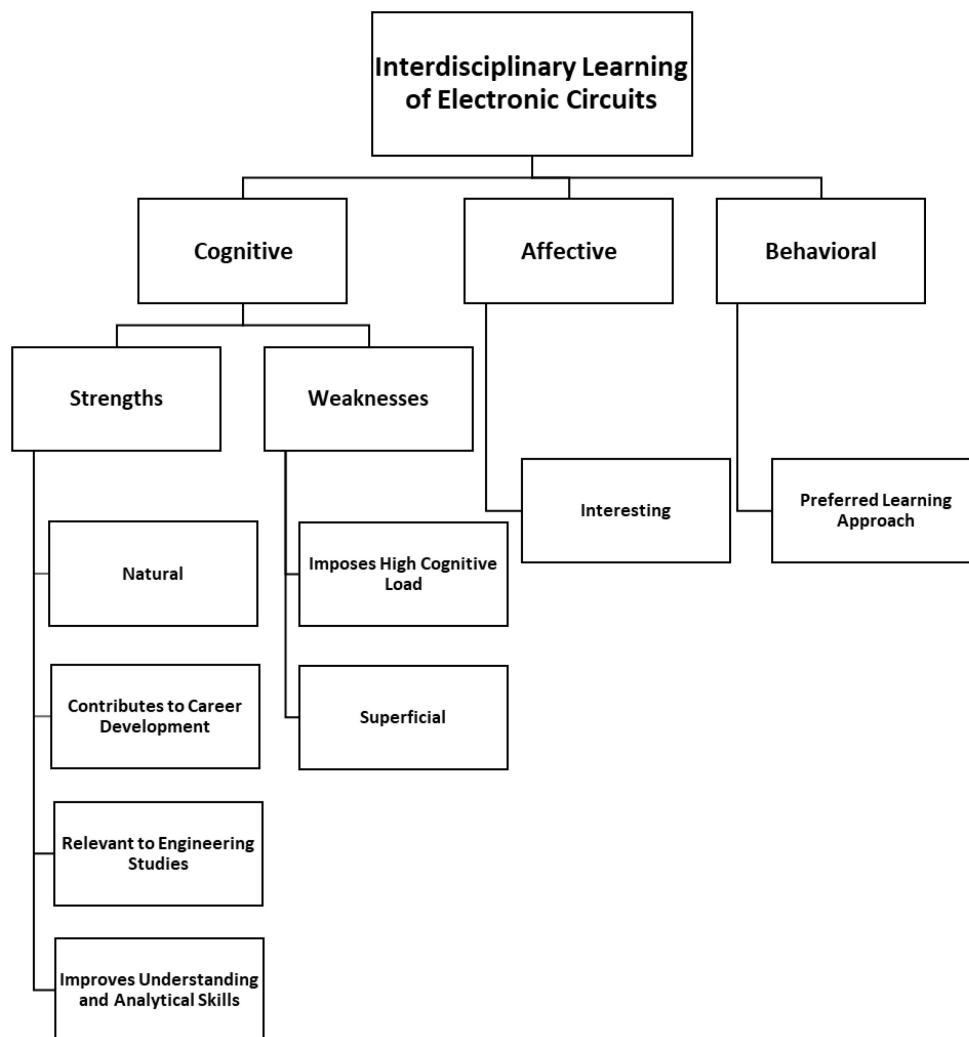 Interdisciplinary Learning
of Electronic Circuits
Cognitive
Affective
Behavioral
Strengths
Weaknesses
Interesting
Preferred Learning
Approach
Natural
Imposes High Cognitive
Load
Contributes to Career
Development
Superficial
Relevant to Engineering
Studies
Improves Understanding
and Analytical Skills